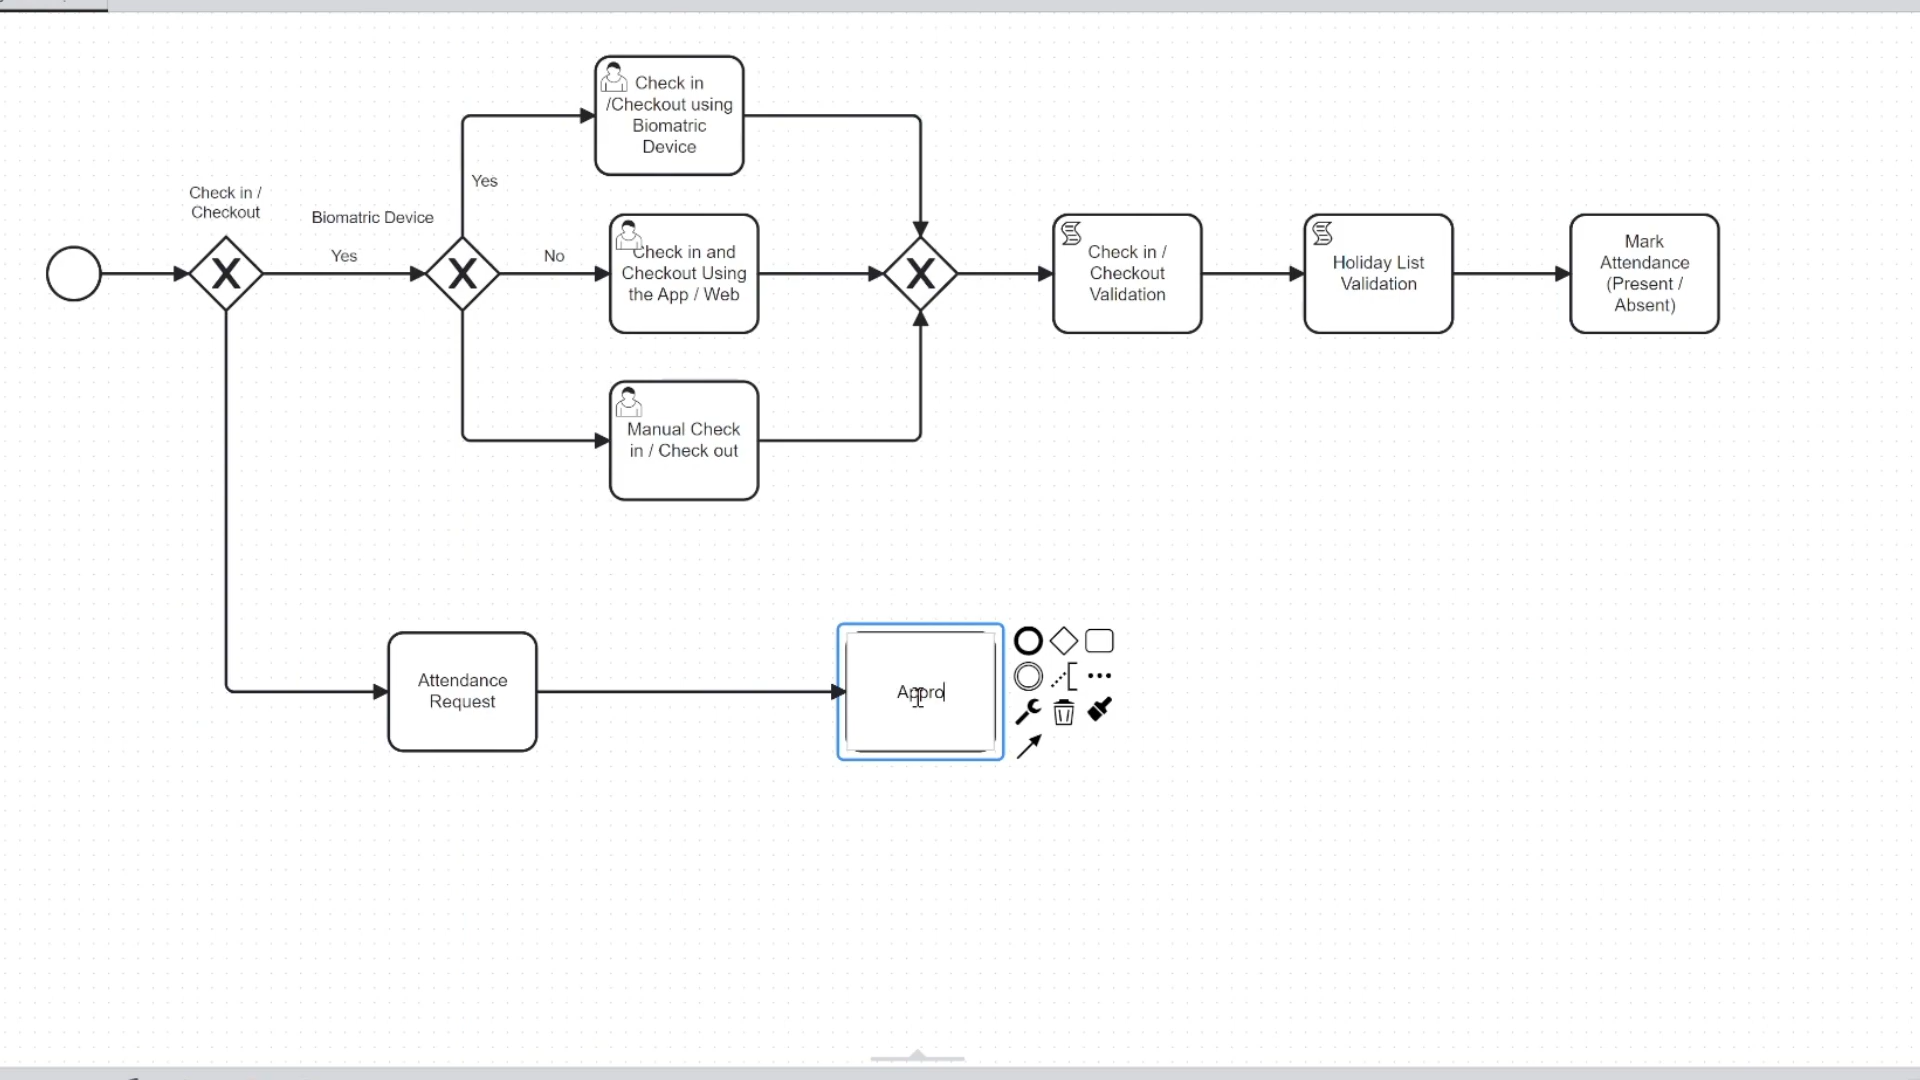 Check in
/Checkout using
Biomatric
Device
Yes
Check in /
Checkout
Biomatric Device
Yes
No
Check in and
Checkout Using
the App / Web
Check in /
Checkout
Validation
Holiday List
Validation
Mark
Attendance
(Present /
Absent)
Manual Check
in / Check out
Attendance
Request
Appro